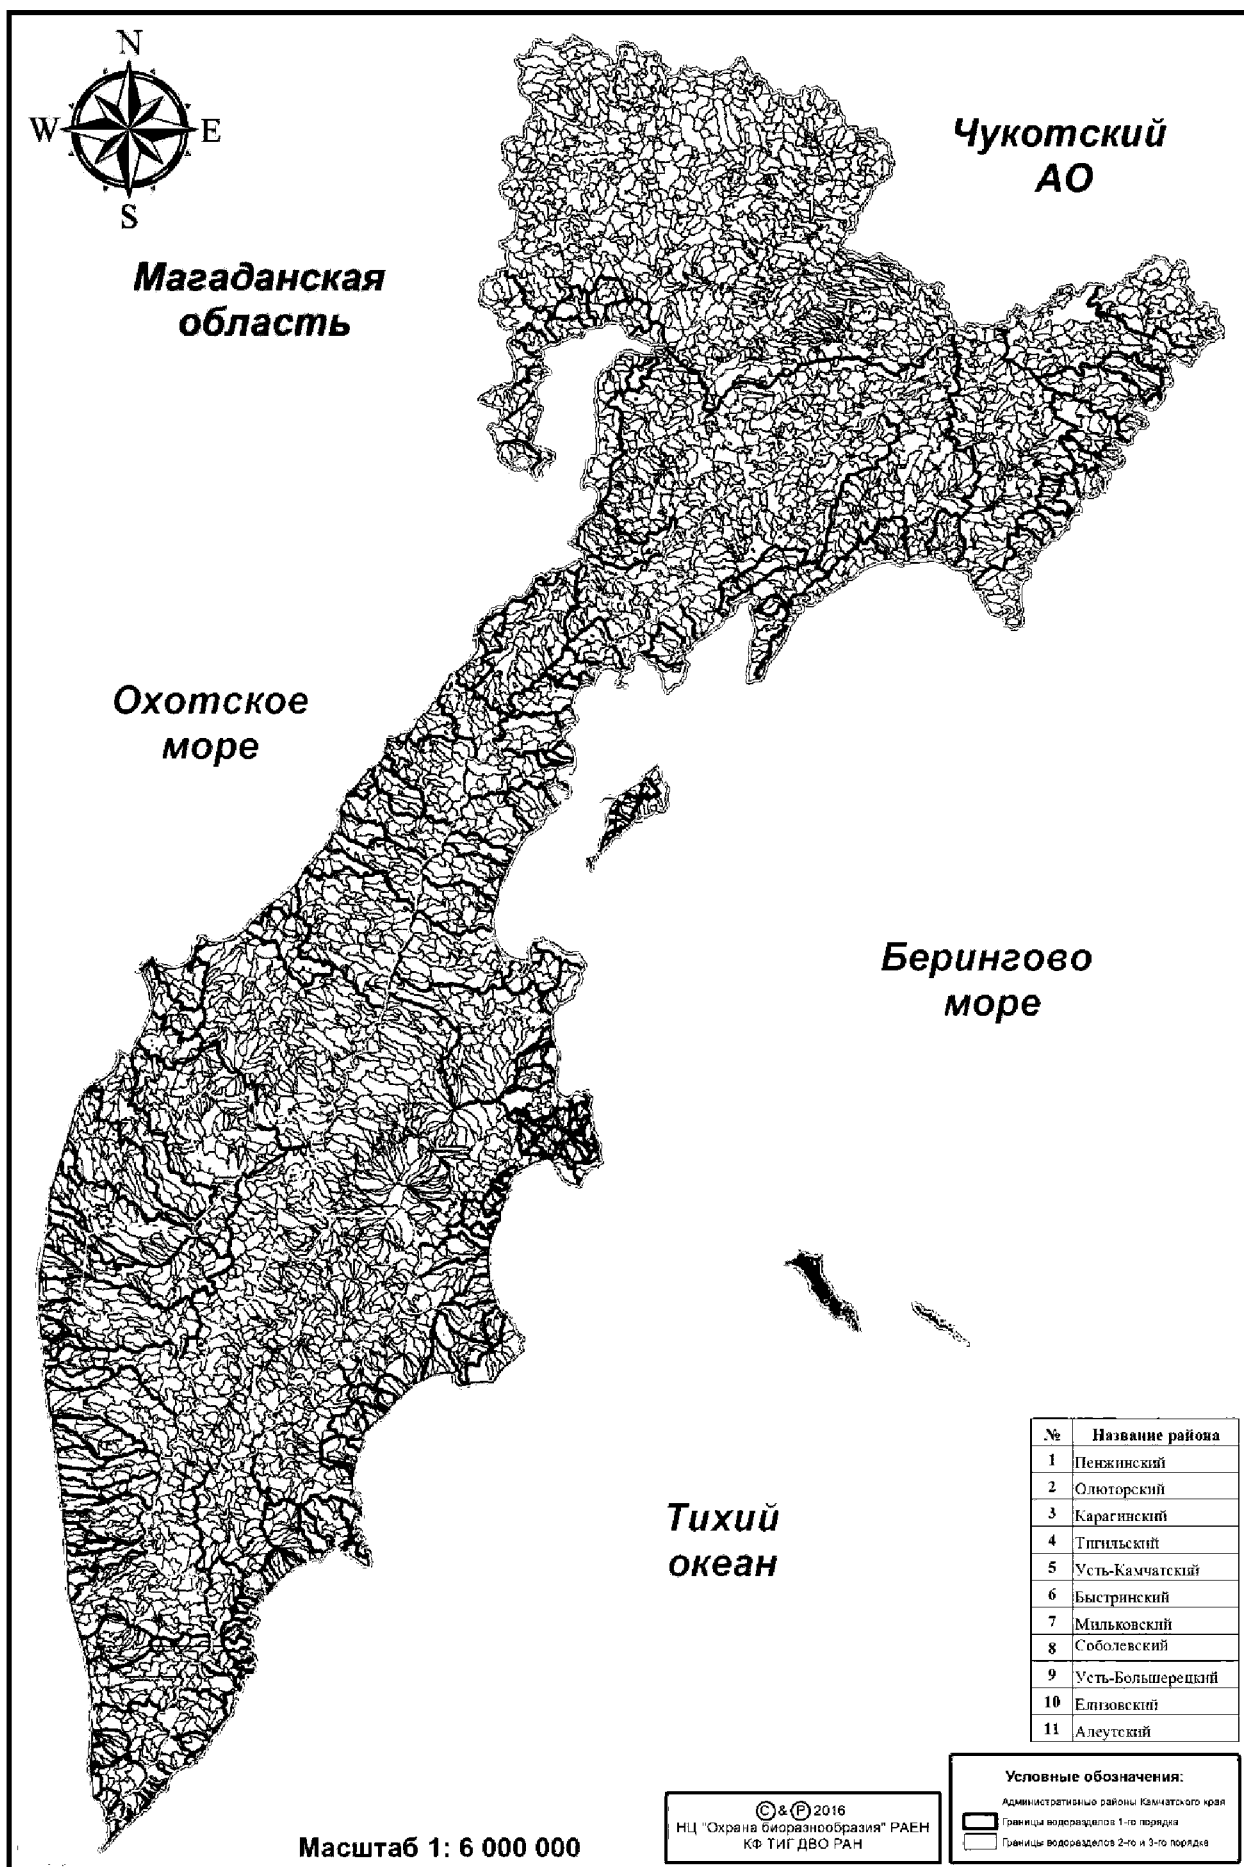 N
W E
S
Чукотский
АО
Магаданская
область
Охотское
море
Берингово
море
Тихий
океан
№ Название района
1 Пенжинский
2 Олюторский
3 Карагинский
4 Тигильский
5 Усть-Камчатский
6 Быстринский
7 Мильковский
8 Соболевский
9 Усть-Большерецкий
10 Елизовский
11 Алеутский
Условные обозначения:
Административные районы Камчатского края
Границы водоразделов 1-го порядка
Границы водоразделов 2-го и 3-го порядка
©&℗2016
НЦ "Охрана биоразнообразия" РАЕН
КФ ТИГ ДВО РАН
Масштаб 1: 6 000 000